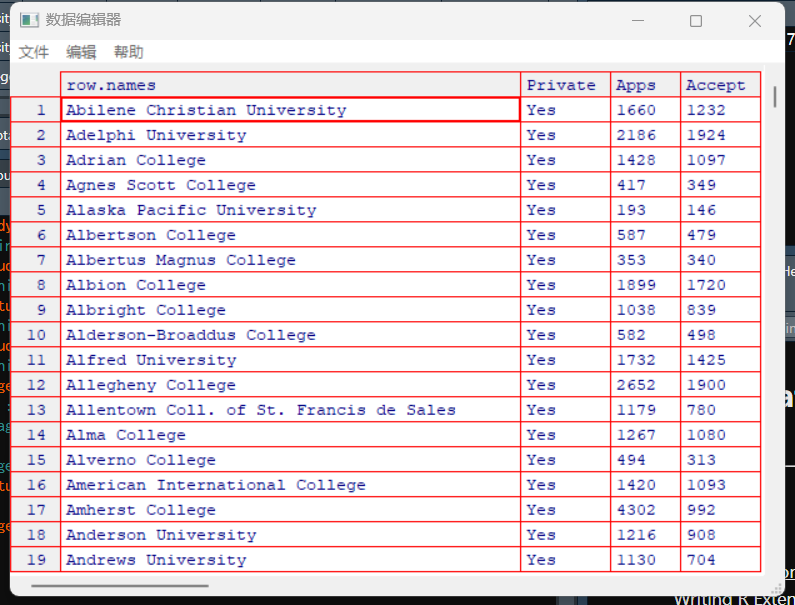 数据编辑器
文件 编辑 帮助
row.names Private Apps Accept
1 Abilene Christian University Yes 1660 1232
2 Adelphi University Yes 2186 1924
3 Adrian College Yes 1428 1097
4 Agnes Scott College Yes 417 349
5 Alaska Pacific University Yes 193 146
6 Albertson College Yes 587 479
7 Albertus Magnus College Yes 353 340
8 Albion College Yes 1899 1720
9 Albright College Yes 1038 839
10 Alderson-Broaddus College Yes 582 498
11 Alfred University Yes 1732 1425
12 Allegheny College Yes 2652 1900
13 Allentown Coll. of St. Francis de Sales Yes 1179 780
14 Alma College Yes 1267 1080
15 Alverno College Yes 494 313
16 American International College Yes 1420 1093
17 Amherst College Yes 4302 992
18 Anderson University Yes 1216 908
19 Andrews University Yes 1130 704
Writing R Exten